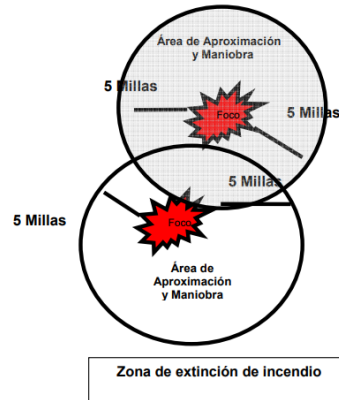 Área de Aproximación
y Maniobra
5 Millas
Foco
5 Millas
5 Millas
5 Millas
Foco
Área de
Aproximación
y Maniobra
Zona de extinción de incendio